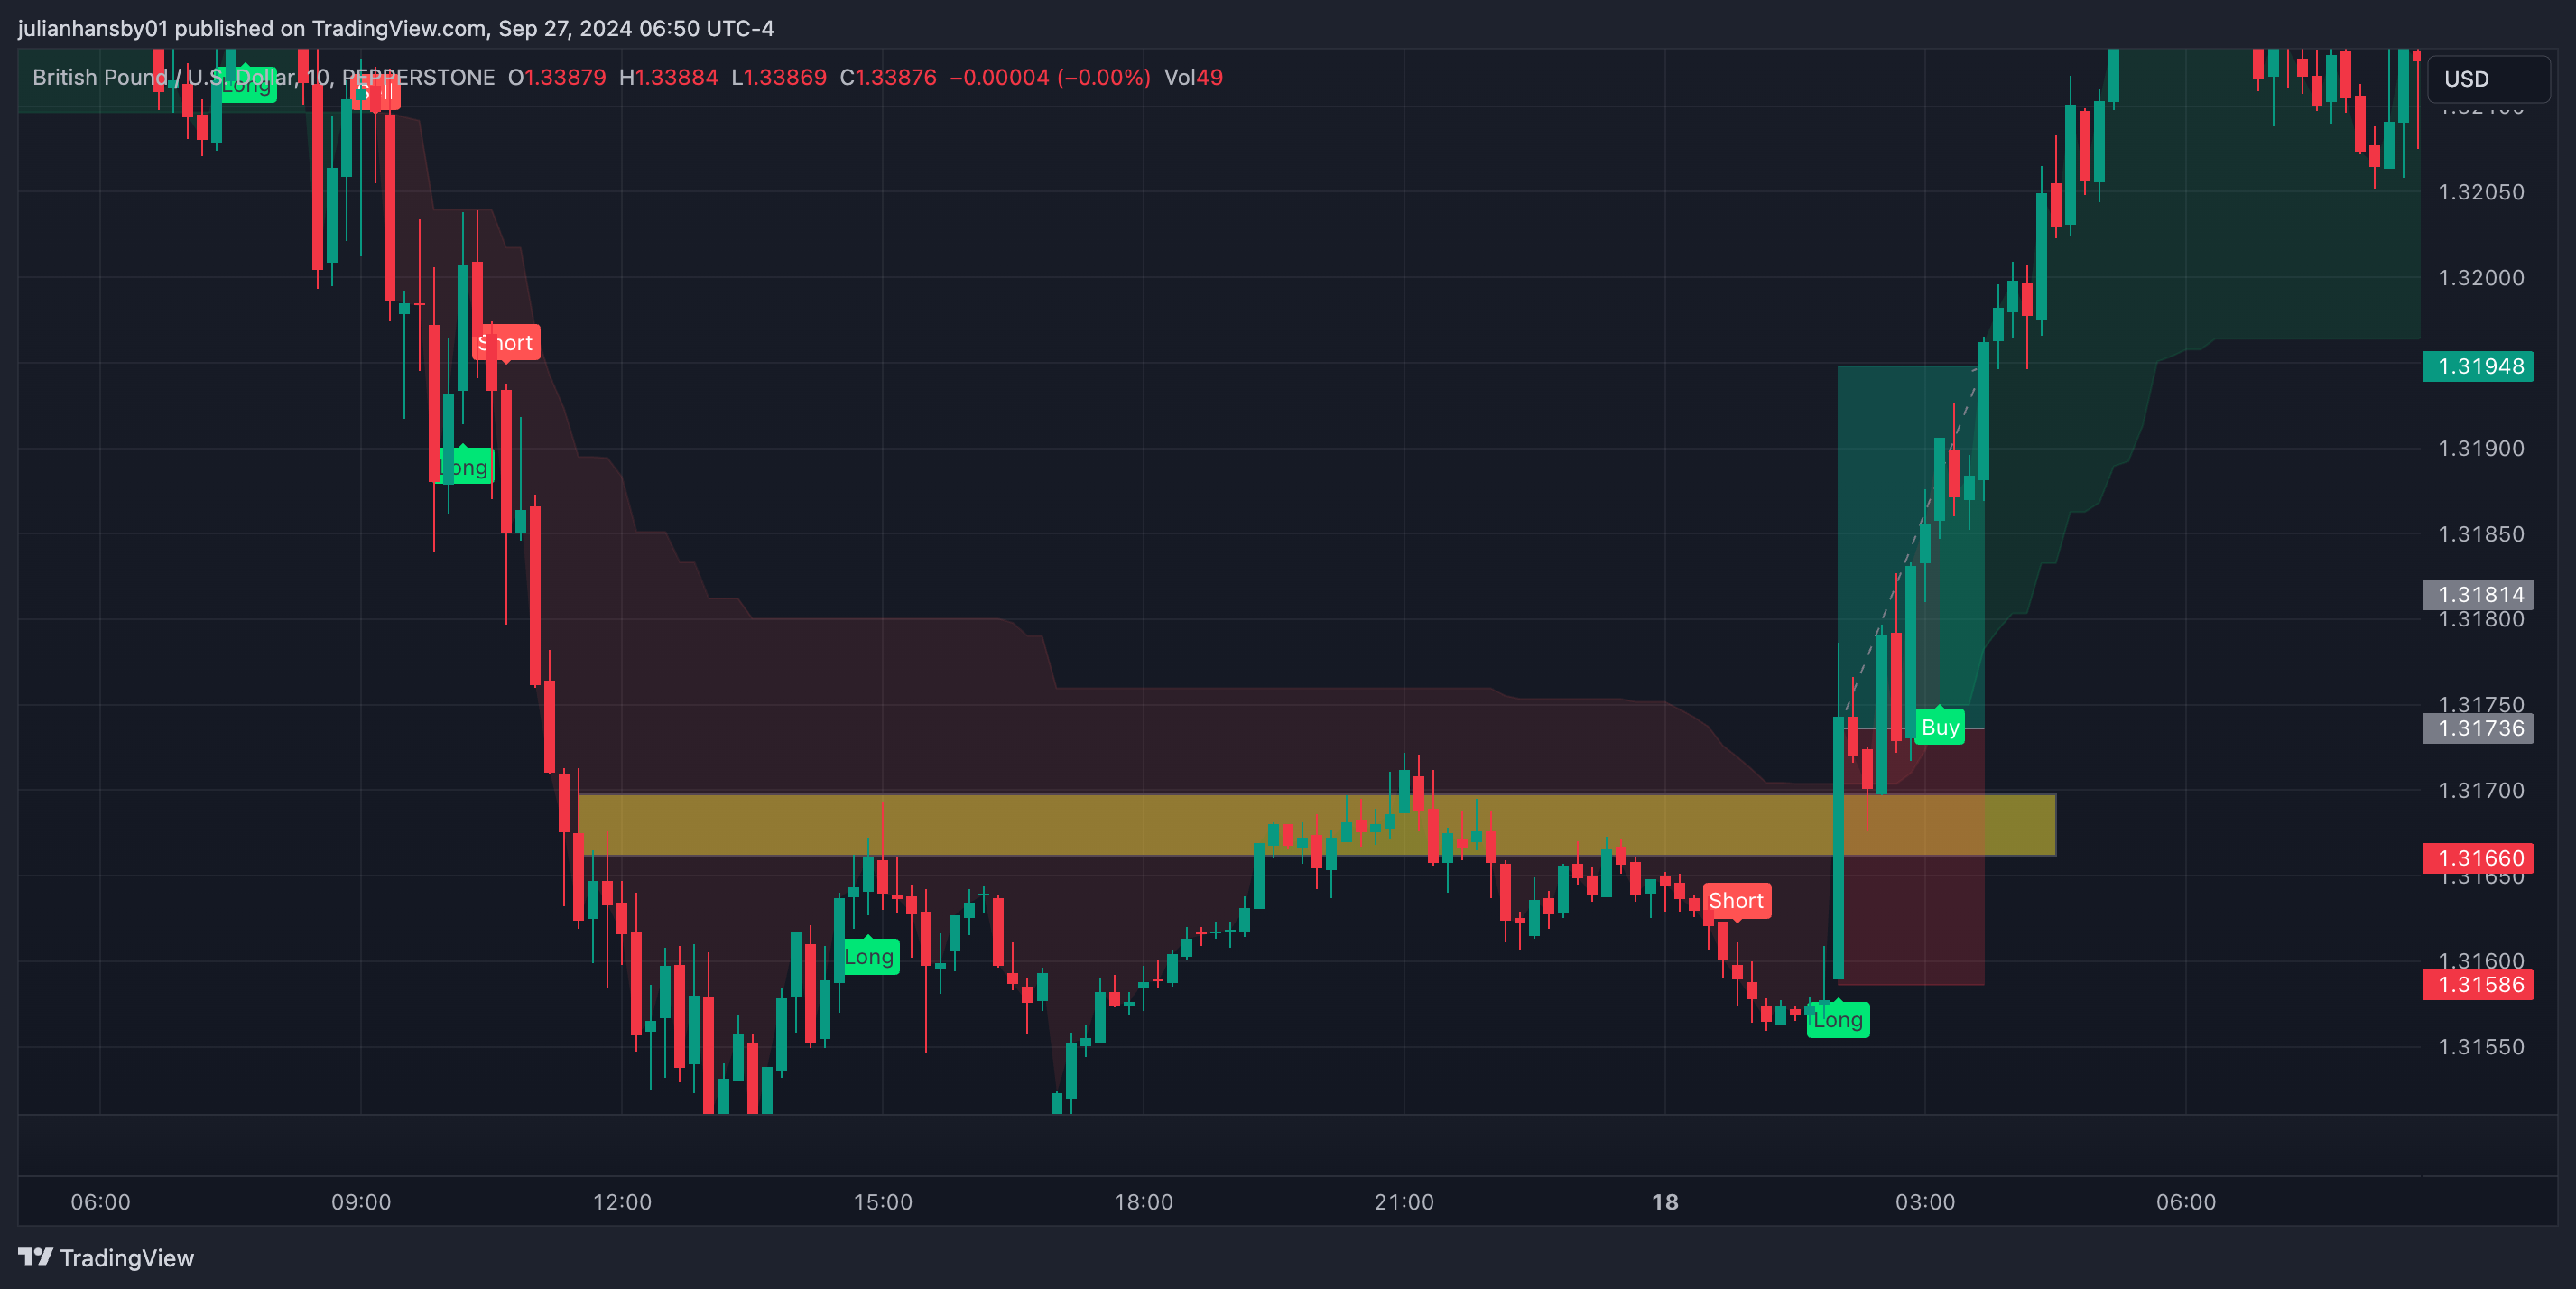 julianhansby01 published on TradingView.com, Sep 27, 2024 06:50 UTC-4
British Pound / U.S. Dollar, 10, PEPPERSTONE O1.33879 H1.33884 L1.33869 C1.33876 −0.00004 (−0.00%) Vol49
USD
Long
Sell
1.32100
1.32050
1.32000
Short
1.31948
1.31900
Long
1.31850
1.31814
1.31800
1.31750
Buy
1.31736
1.31700
1.31660
1.31650
Short
Long
1.31600
1.31586
Long
1.31550
06:00 09:00 12:00 15:00 18:00 21:00 18 03:00 06:00
TradingView